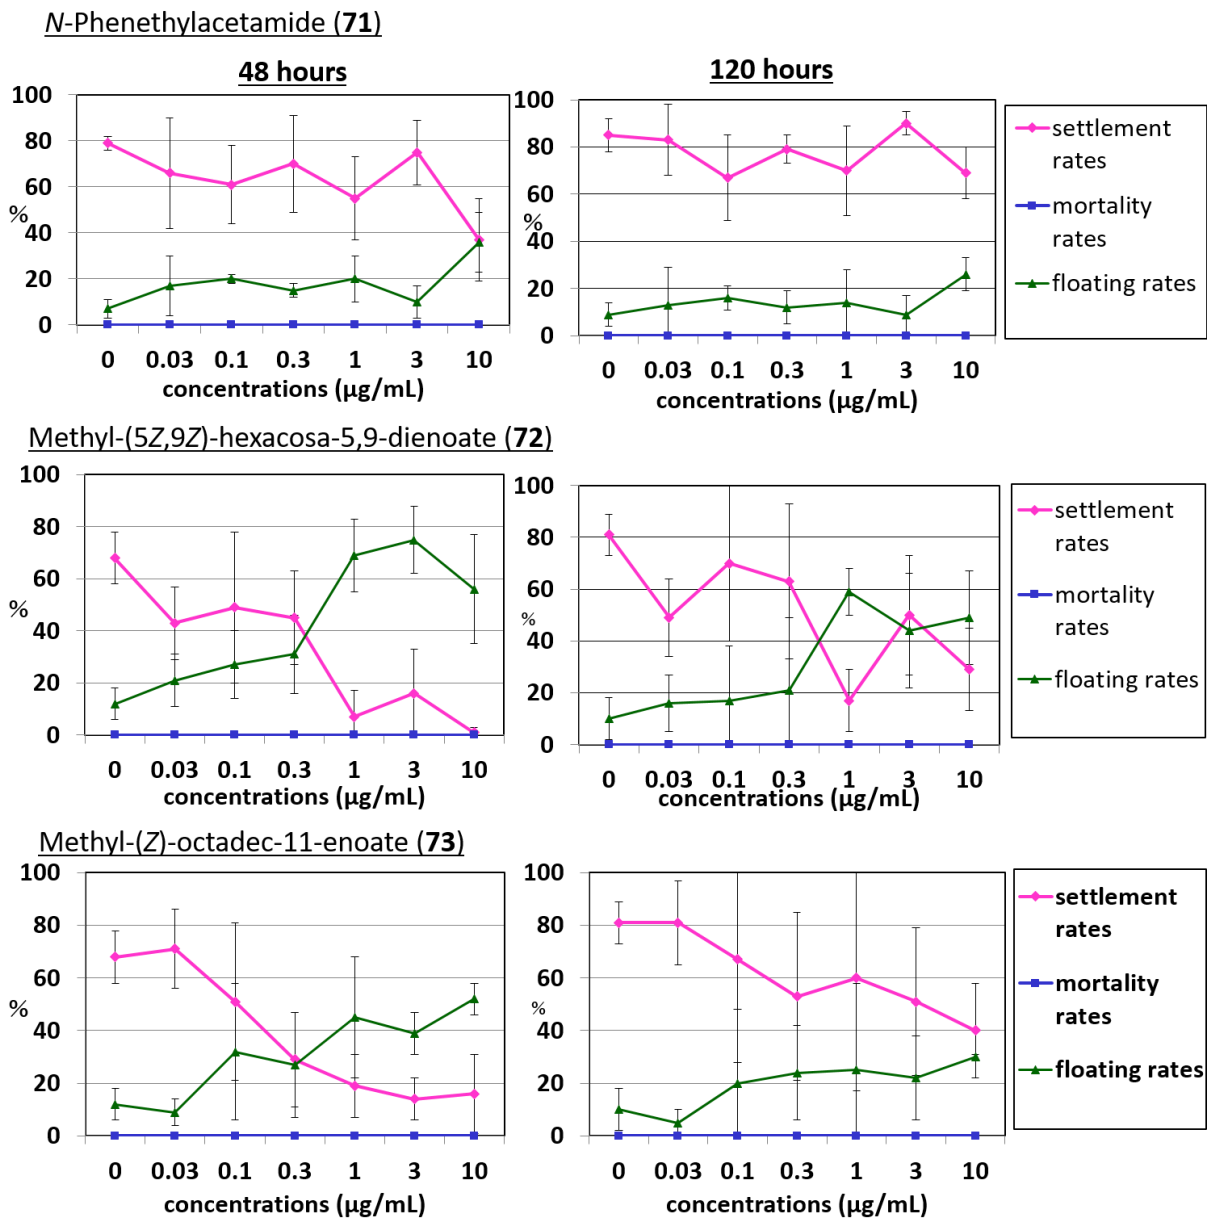 N-Phenethylacetamide (71)
48 hours
120 hours
100
80
60
%
40
20
0
0 0.03 0.1 0.3 1 3 10
concentrations (µg/mL)
100
80
60
%
40
20
0
0 0.03 0.1 0.3 1 3 10
concentrations (µg/mL)
settlement
rates
mortality
rates
floating rates
Methyl-(5Z,9Z)-hexacosa-5,9-dienoate (72)
100
80
60
%
40
20
0
0 0.03 0.1 0.3 1 3 10
concentrations (µg/mL)
100
80
60
%
40
20
0
0 0.03 0.1 0.3 1 3 10
concentrations (µg/mL)
settlement
rates
mortality
rates
floating rates
Methyl-(Z)-octadec-11-enoate (73)
100
80
60
%
40
20
0
0 0.03 0.1 0.3 1 3 10
concentrations (µg/mL)
100
80
60
%
40
20
0
0 0.03 0.1 0.3 1 3 10
concentrations (µg/mL)
settlement
rates
mortality
rates
floating rates